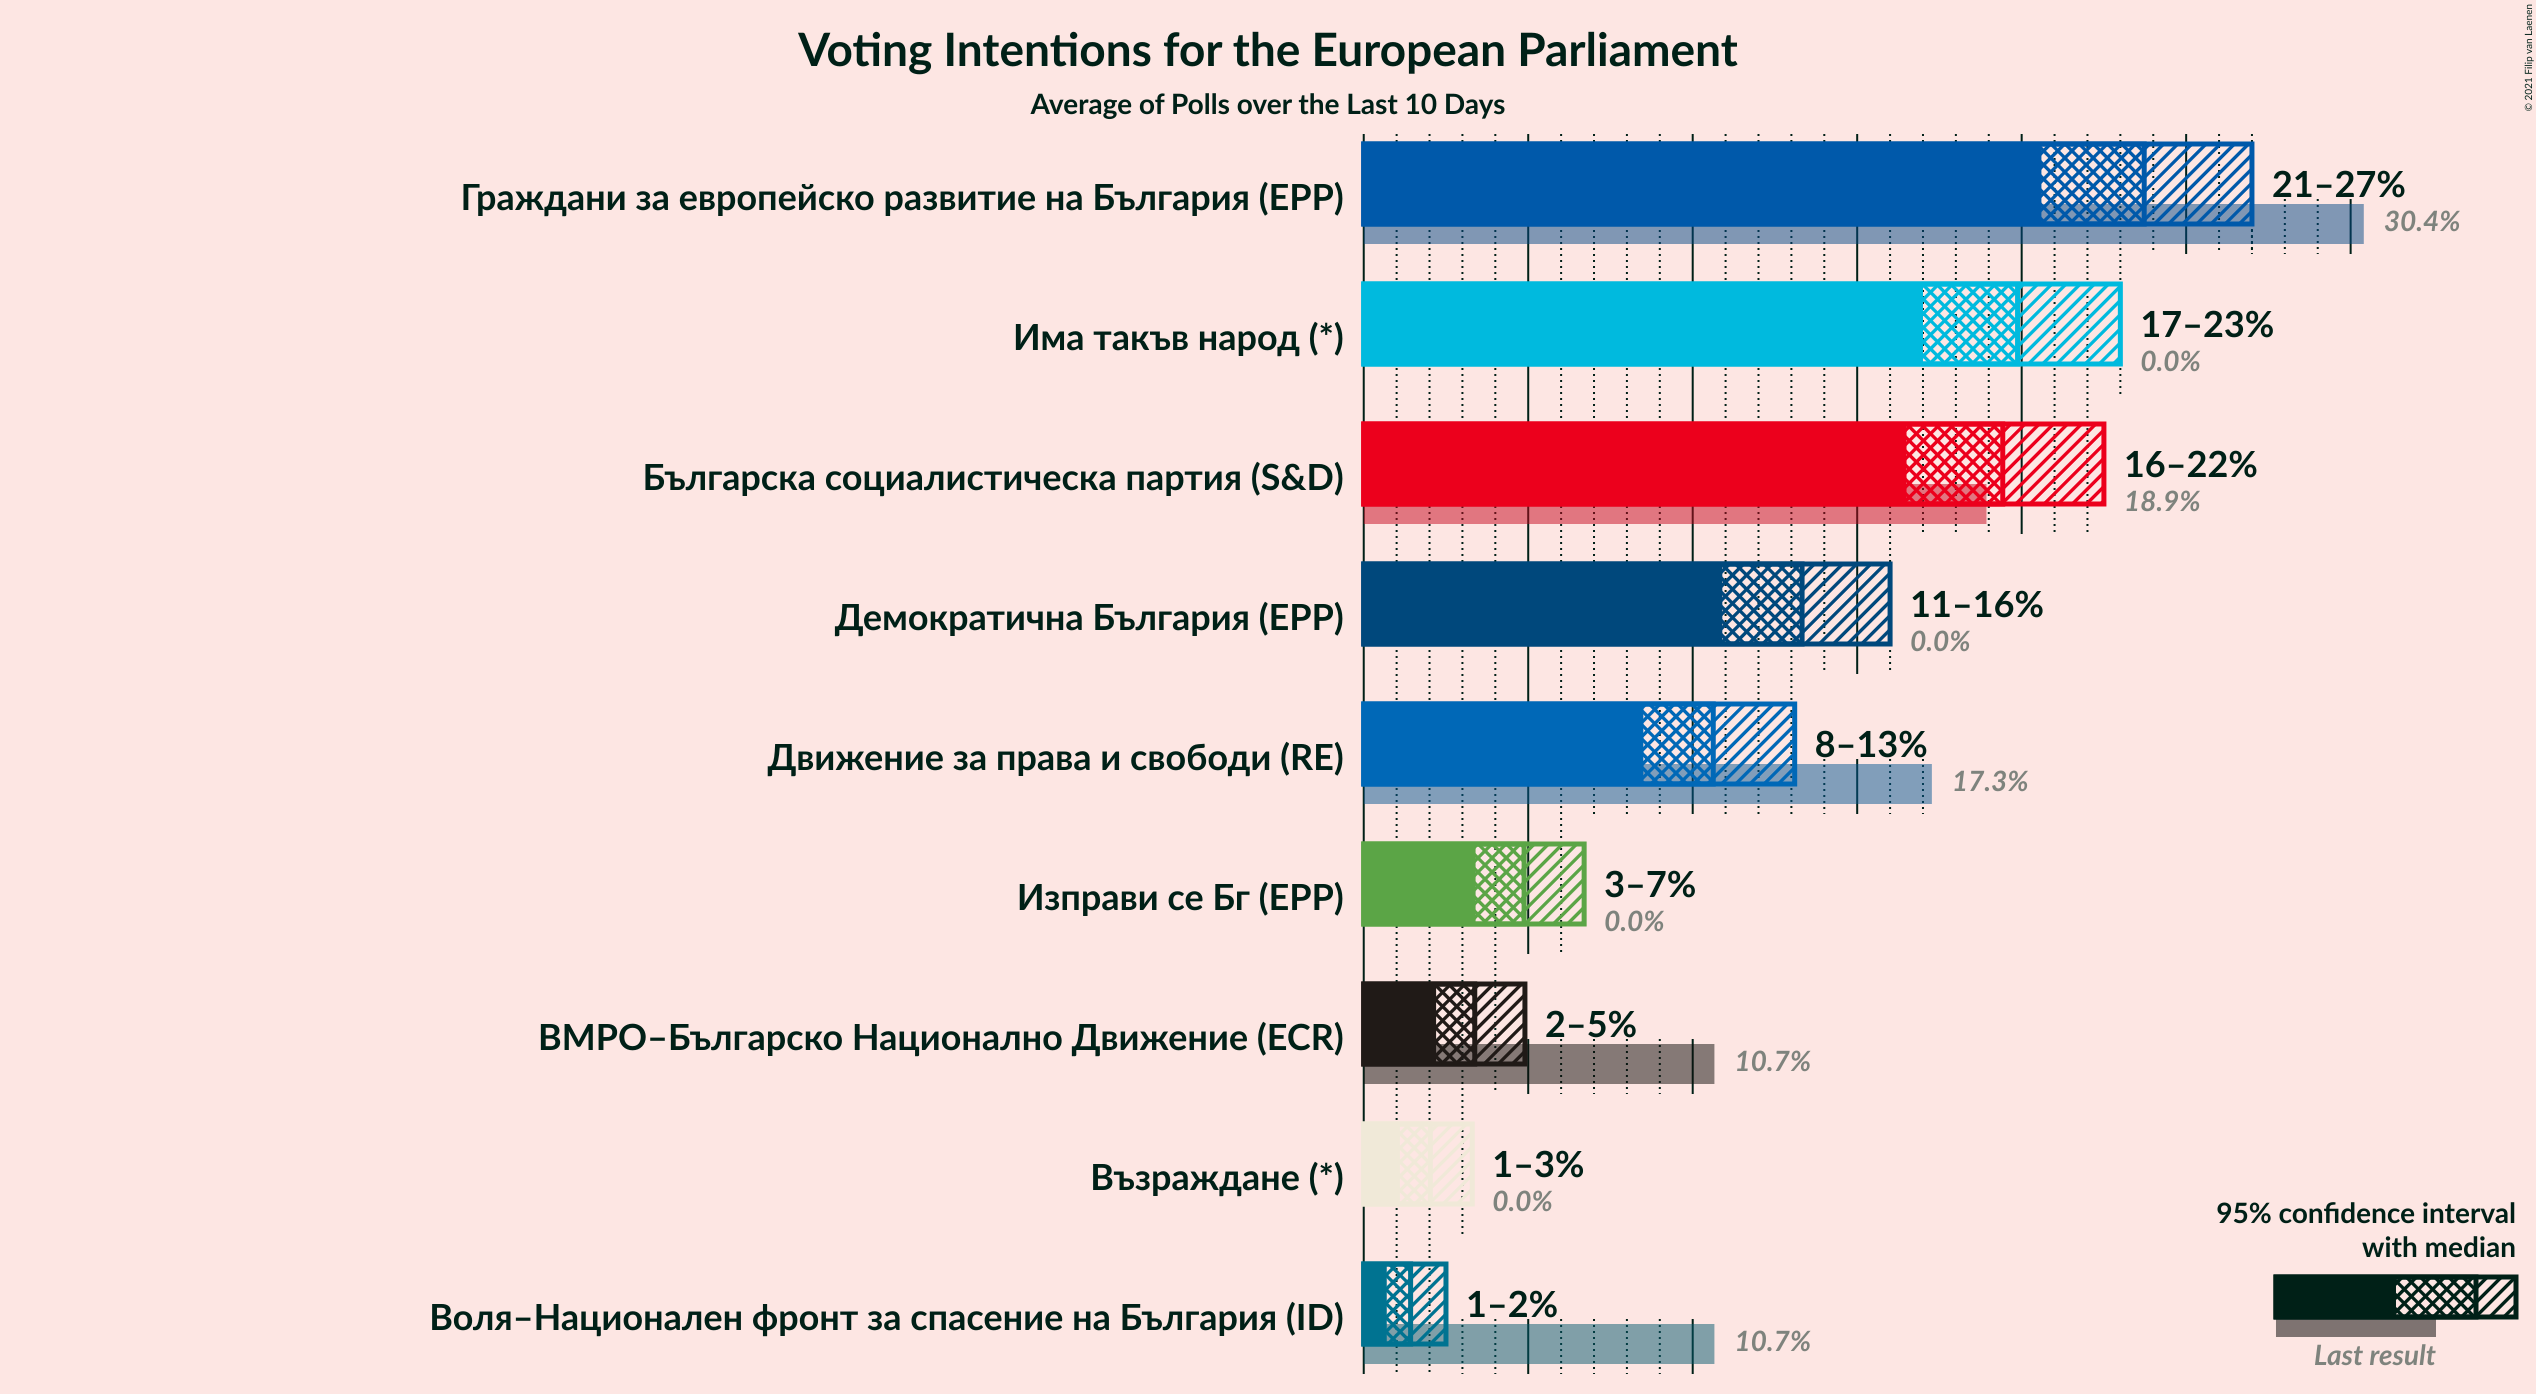 Voting Intentions for the European Parliament
Average of Polls over the Last 10 Days
© 2021 Filip van Laenen
Граждани за европейско развитие на България (EPP)
21–27%
30.4%
Има такъв народ (*)
17–23%
0.0%
Българска социалистическа партия (S&D)
16–22%
18.9%
Демократична България (EPP)
11–16%
0.0%
Движение за права и свободи (RE)
8–13%
17.3%
Изправи се Бг (EPP)
3–7%
0.0%
ВМРО–Българско Национално Движение (ECR)
2–5%
10.7%
Възраждане (*)
1–3%
0.0%
Воля–Национален фронт за спасение на България (ID)
1–2%
10.7%
95% confidence interval
with median
Last result